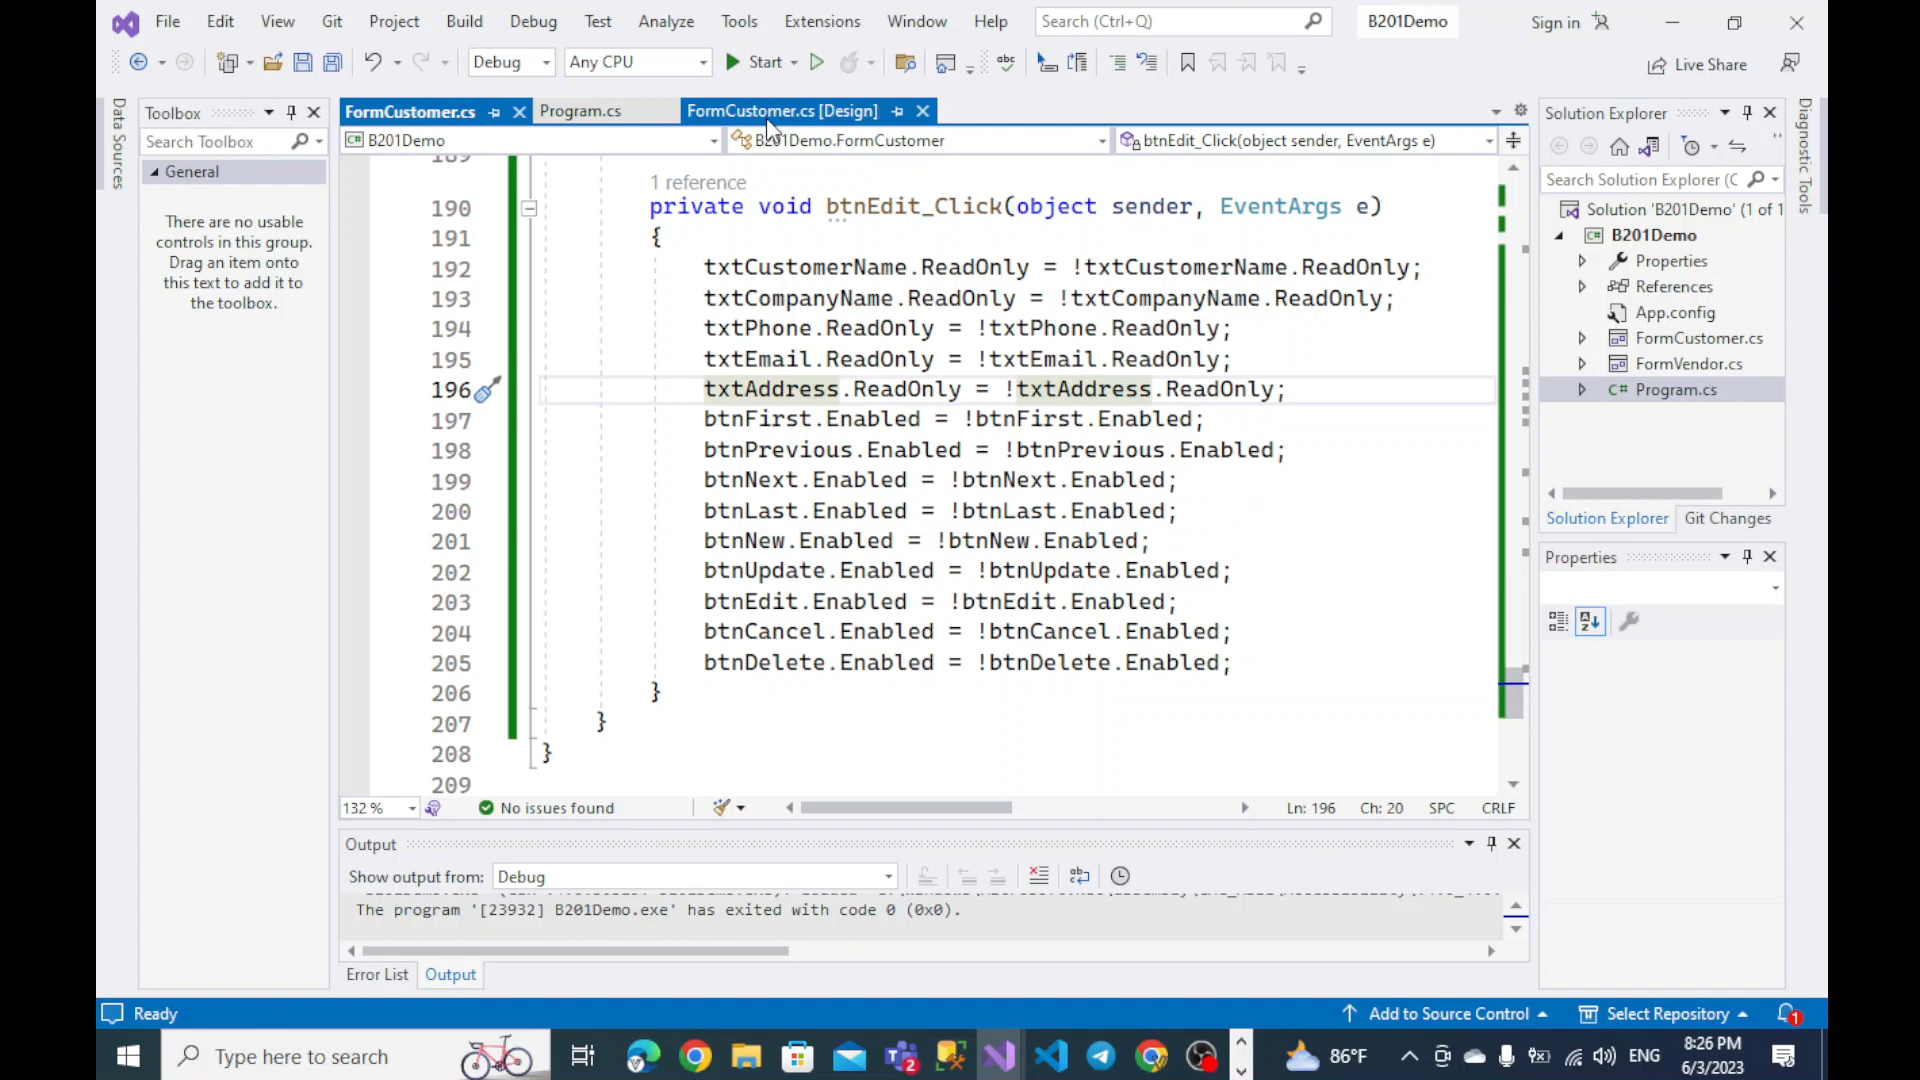 File Edit View Git Project Build Debug Test Analyze Tools Extensions Window Help Search (Ctrl+Q) B201Demo Sign in
Debug Any CPU Start Live Share
Data Sources
Toolbox
Search Toolbox
General
There are no usable
controls in this group.
Drag an item onto
this text to add it to
the toolbox.
FormCustomer.cs Program.cs FormCustomer.cs [Design]
C# B201Demo B201Demo.FormCustomer btnEdit_Click(object sender, EventArgs e)
189
1 reference
190 private void btnEdit_Click(object sender, EventArgs e)
191 {
192 txtCustomerName.ReadOnly = !txtCustomerName.ReadOnly;
193 txtCompanyName.ReadOnly = !txtCompanyName.ReadOnly;
194 txtPhone.ReadOnly = !txtPhone.ReadOnly;
195 txtEmail.ReadOnly = !txtEmail.ReadOnly;
196 txtAddress.ReadOnly = !txtAddress.ReadOnly;
197 btnFirst.Enabled = !btnFirst.Enabled;
198 btnPrevious.Enabled = !btnPrevious.Enabled;
199 btnNext.Enabled = !btnNext.Enabled;
200 btnLast.Enabled = !btnLast.Enabled;
201 btnNew.Enabled = !btnNew.Enabled;
202 btnUpdate.Enabled = !btnUpdate.Enabled;
203 btnEdit.Enabled = !btnEdit.Enabled;
204 btnCancel.Enabled = !btnCancel.Enabled;
205 btnDelete.Enabled = !btnDelete.Enabled;
206 }
207 }
208 }
209
132 % No issues found Ln: 196 Ch: 20 SPC CRLF
Output
Show output from: Debug
The program '[23932] B201Demo.exe' has exited with code 0 (0x0).
Error List Output
Solution Explorer
Search Solution Explorer (C
Solution 'B201Demo' (1 of 1
C# B201Demo
Properties
References
App.config
FormCustomer.cs
FormVendor.cs
C# Program.cs
Solution Explorer Git Changes
Properties
Diagnostic Tools
Ready Add to Source Control Select Repository 1
Type here to search 2 86°F ENG 8:26 PM
6/3/2023